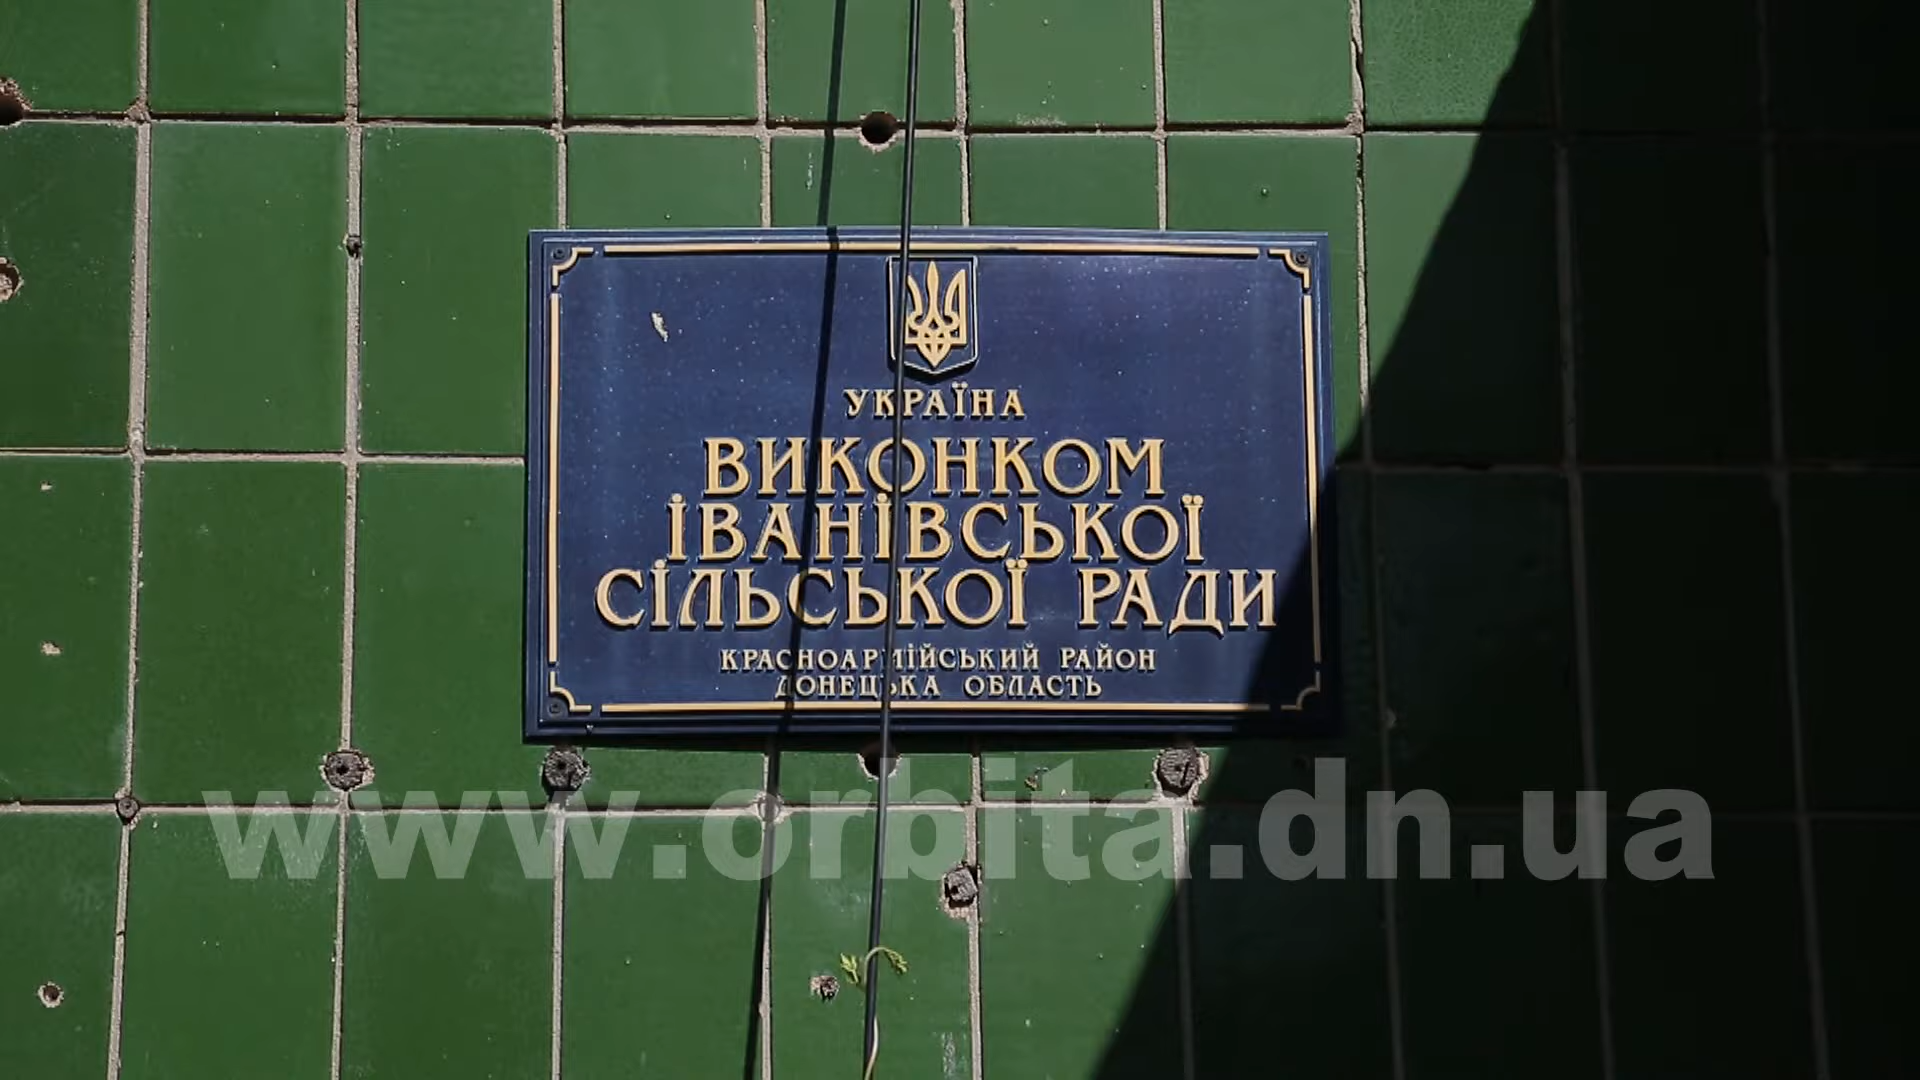 УКРАЇНА
ВИКОНКОМ
ІВАНІВСЬКОЇ
СІЛЬСЬКОЇ РАДИ
КРАСНОАРМІЙСЬКИЙ РАЙОН
ДОНЕЦЬКА ОБЛАСТЬ
www.orbita.dn.ua